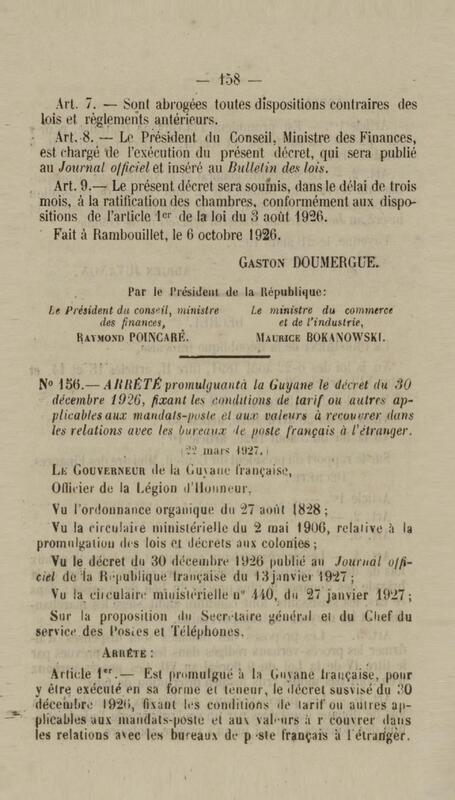 — 158 —
Art. 7. — Sont abrogées toutes dispositions contraires des
lois et règlements antérieurs.
Art. 8. — Le Président du Conseil, Ministre des Finances,
est chargé de l'exécution du présent décret, qui sera publié
au Journal officiel et inséré au Bulletin des lois.
Art. 9.— Le présent décret sera soumis, dans le délai de trois
mois, à la ratification des chambres, conformément aux dispo-
sitions de l'article 1er de la loi du 3 août 1926.
Fait à Rambouillet, le 6 octobre 1926.
GASTON DOUMERGUE.
Par le Président de la République:
Le Président du conseil, ministre
des finances,
RAYMOND POINCARÉ.
Le ministre du commerce
et de l'industrie,
MAURICE BOKANOWSKI.
No 156.— ARRÊTÉ promulguant à la Guyane le décret du 30
décembre 1926, fixant les conditions de tarif ou autres ap-
plicables aux mandats-poste et aux valeurs à recouvrer dans
les relations avec les bureaux de poste français à l'étranger.
(22 mars 1927.)
LE GOUVERNEUR de la Guyane française,
Officier de la Légion d'Honneur,
Vu l'ordonnance organique du 27 août 1828;
Vu la circulaire ministérielle du 2 mai 1906, relative à la
promulgation des lois et décrets aux colonies;
Vu le décret du 30 décembre 1926 publié au Journal offi-
ciel de la République française du 13 janvier 1927;
Vu la circulaire ministérielle n° 440, du 27 janvier 1927;
Sur la proposition du Secrétaire général et du Chef du
service des Postes et Téléphones.
ARRÊTE:
Article 1er.— Est promulgué à la Guyane française, pour
y être exécuté en sa forme et teneur, le décret susvisé du 30
décembre 1926, fixant les conditions de tarif ou autres ap-
plicables aux mandats-poste et aux valeurs à r couvrer dans
les relations avec les bureaux de p ste français à l'étranger.